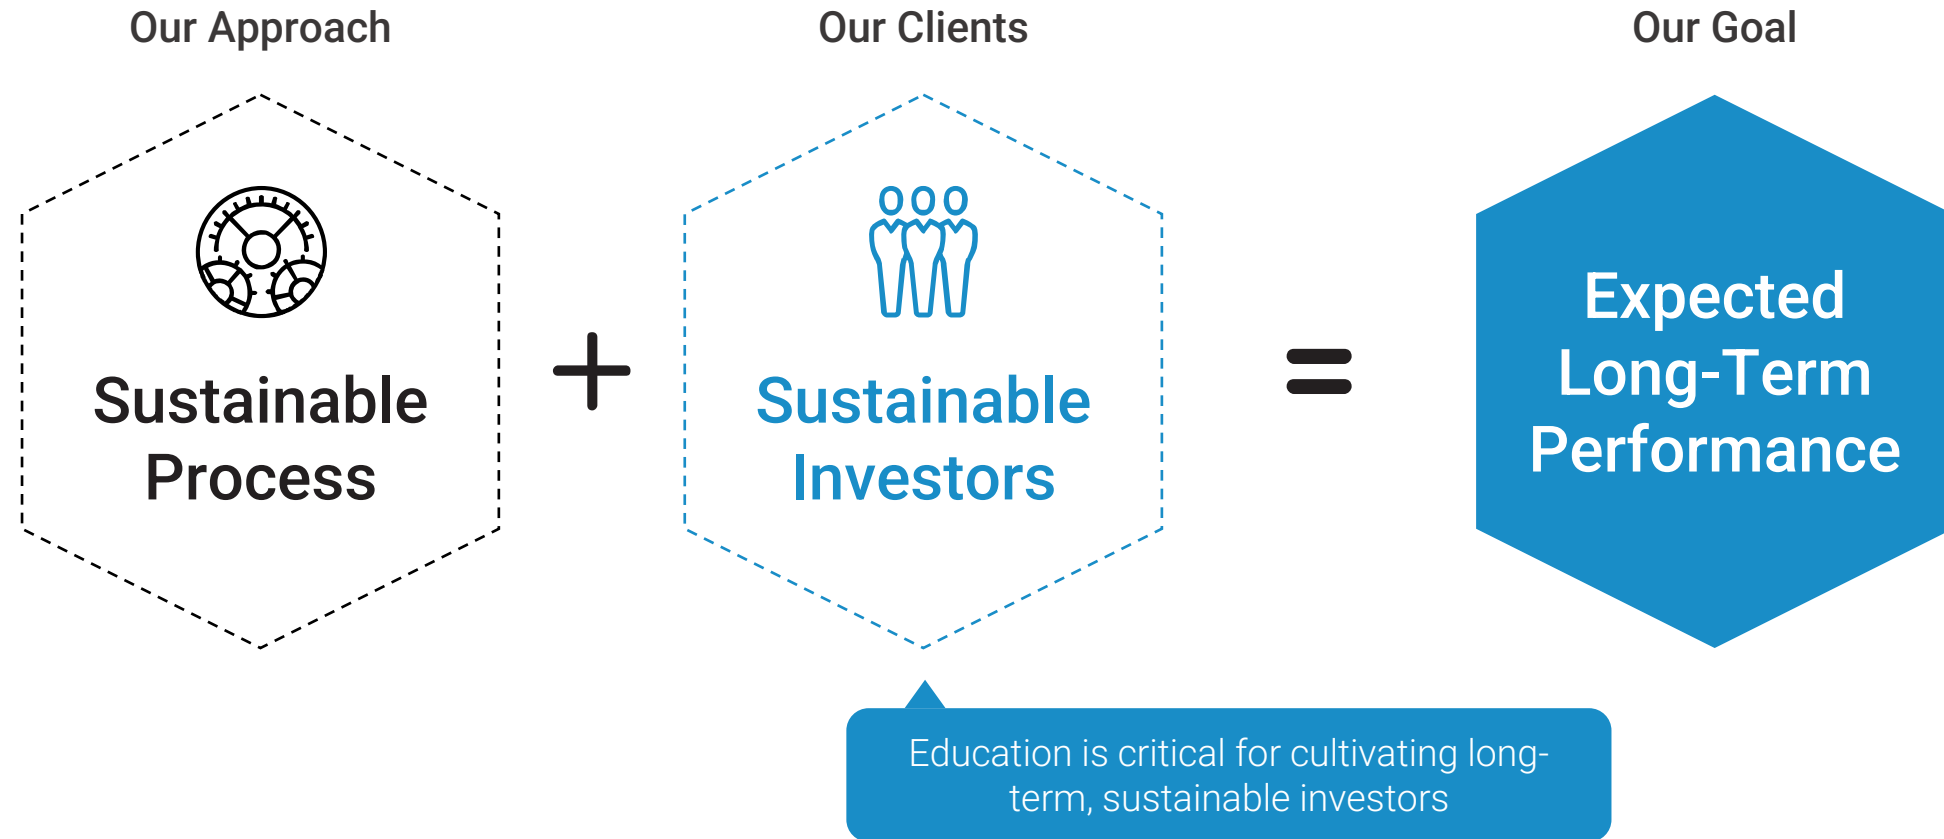 Our Approach
Our Clients
Our Goal
Sustainable
Process
+
Sustainable
Investors
=
Expected
Long-Term
Performance
Education is critical for cultivating long-
term, sustainable investors